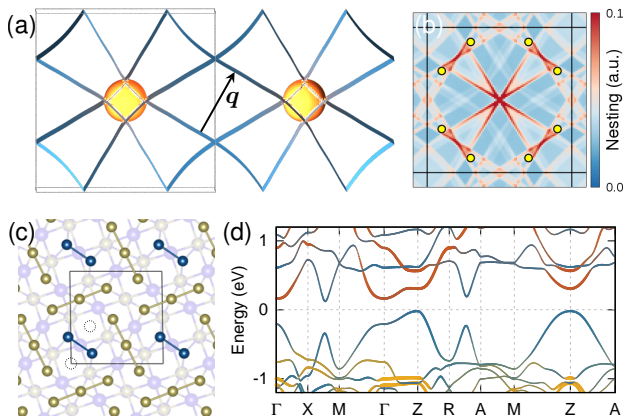 (a)
q
(b)
0.1
Nesting (a.u.)
0.0
(c)
(d)
Energy (eV)
1
0
-1
Γ X M Γ Z R A M Z A